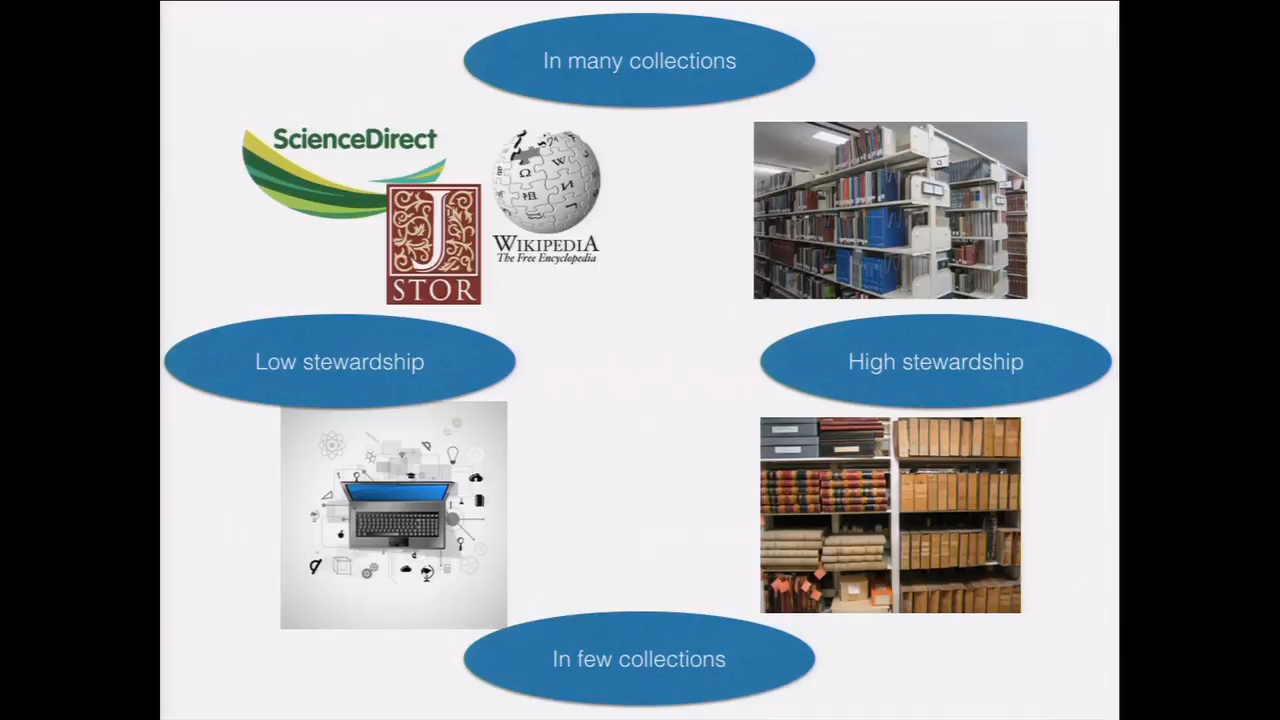 In many collections
ScienceDirect
JSTOR
WIKIPEDIA
The Free Encyclopedia
Low stewardship
High stewardship
In few collections